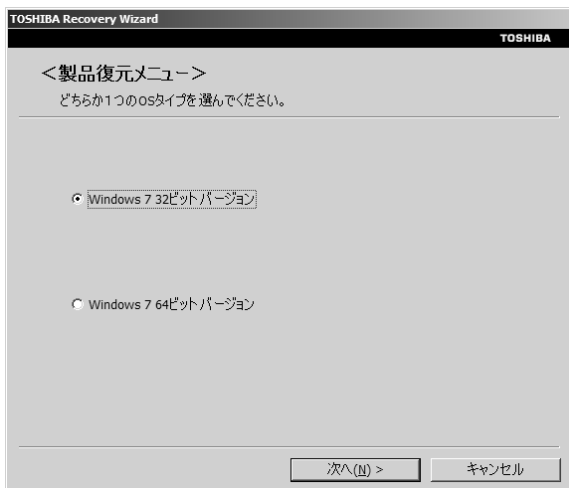 TOSHIBA Recovery Wizard
TOSHIBA
＜製品復元メニュー＞
どちらか1つのOSタイプを選んでください。
Windows 7 32ビットバージョン
Windows 7 64ビットバージョン
次へ(N) >
キャンセル